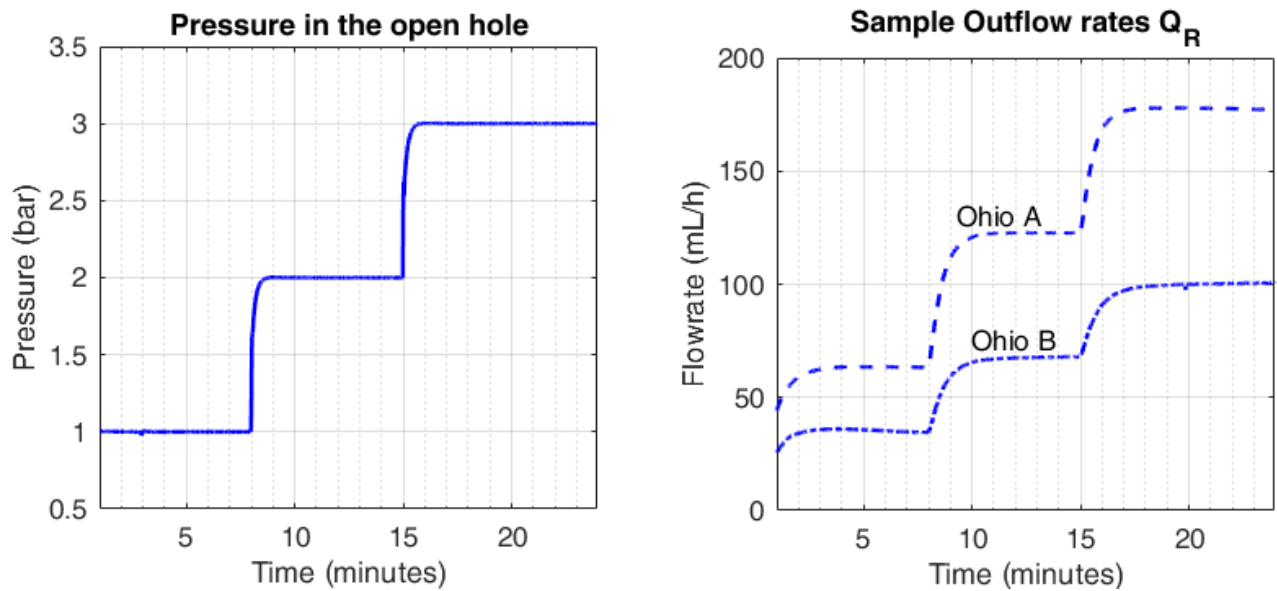 Pressure in the open hole
3.5
3
2.5
2
1.5
1
0.5
Pressure (bar)
5 10 15 20
Time (minutes)
Sample Outflow rates Q_R
200
150
100
50
0
Flowrate (mL/h)
Ohio A
Ohio B
5 10 15 20
Time (minutes)